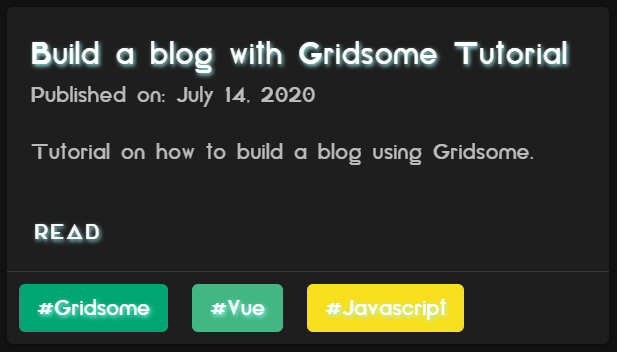 Build a blog with Gridsome Tutorial
Published on: July 14, 2020
Tutorial on how to build a blog using Gridsome.
READ
#Gridsome #Vue #Javascript